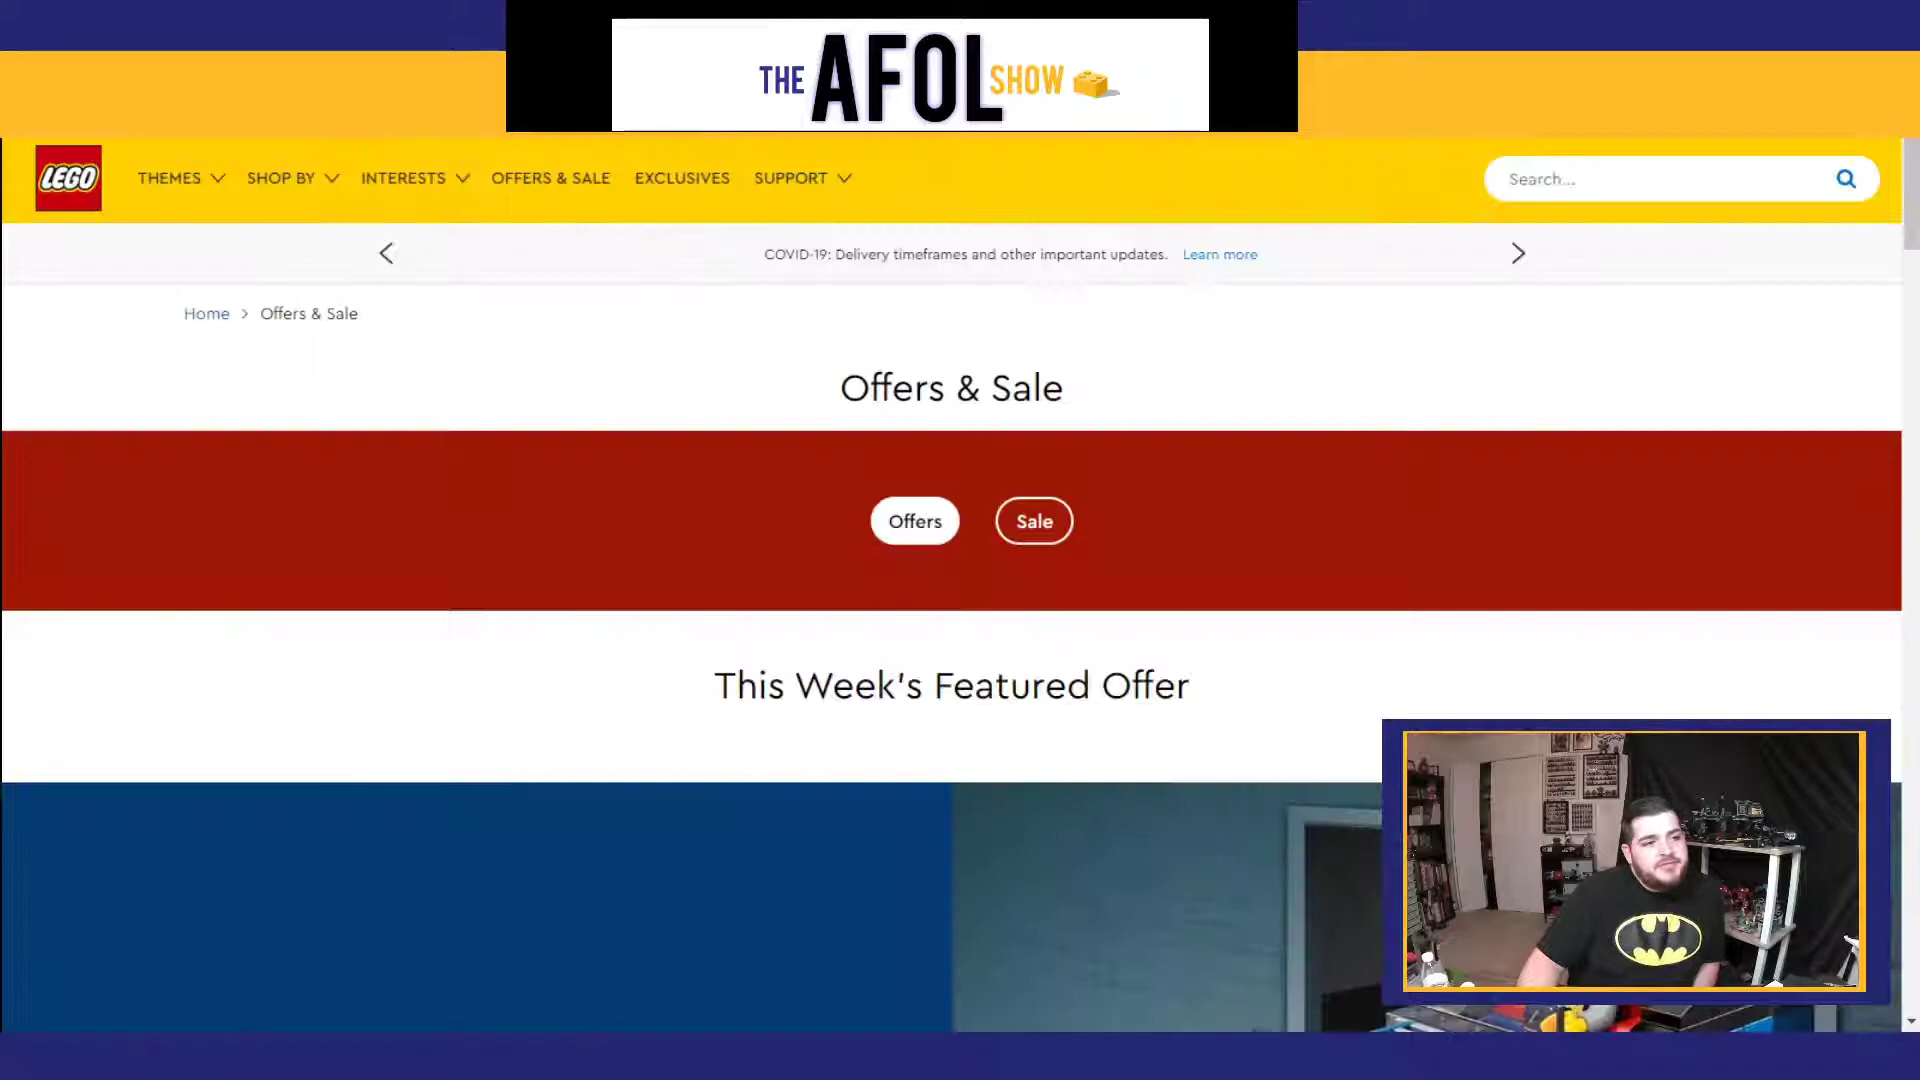 THE AFOL SHOW
LEGO
THEMES SHOP BY INTERESTS OFFERS & SALE EXCLUSIVES SUPPORT
Search...
COVID-19: Delivery timeframes and other important updates. Learn more
Home > Offers & Sale
Offers & Sale
Offers Sale
This Week's Featured Offer